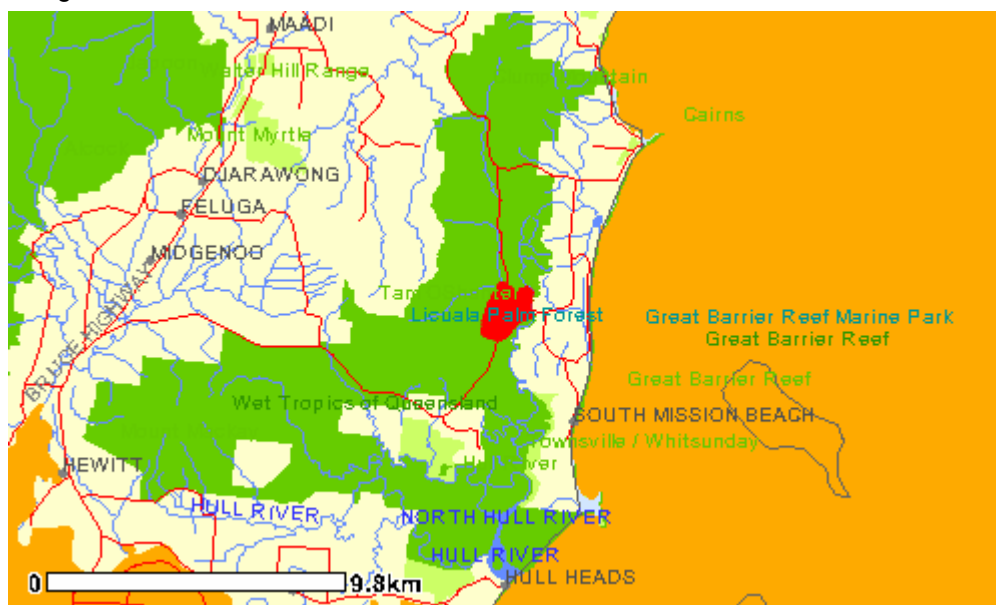 MAADI
Walter Hill Range
Cairns
Mount Myrtle
DJARAWONG
FELUGA
MIDGENOO
BRUCE HIGHWAY
Licuala Palm Forest
Great Barrier Reef Marine Park
Great Barrier Reef
Great Barrier Reef
Wet Tropics of Queensland
SOUTH MISSION BEACH
Townsville / Whitsunday
HEWITT
HULL RIVER
NORTH HULL RIVER
HULL RIVER
HULL HEADS
0 9.8km